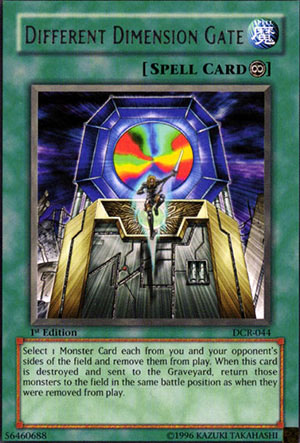 DIFFERENT DIMENSION GATE 魔
[SPELL CARD∞]
1st Edition DCR-044
Select 1 Monster Card each from you and your opponent's
sides of the field and remove them from play. When this card
is destroyed and sent to the Graveyard, return those
monsters to the field in the same battle position as when they
were removed from play.
56460688 ©1996 KAZUKI TAKAHASHI